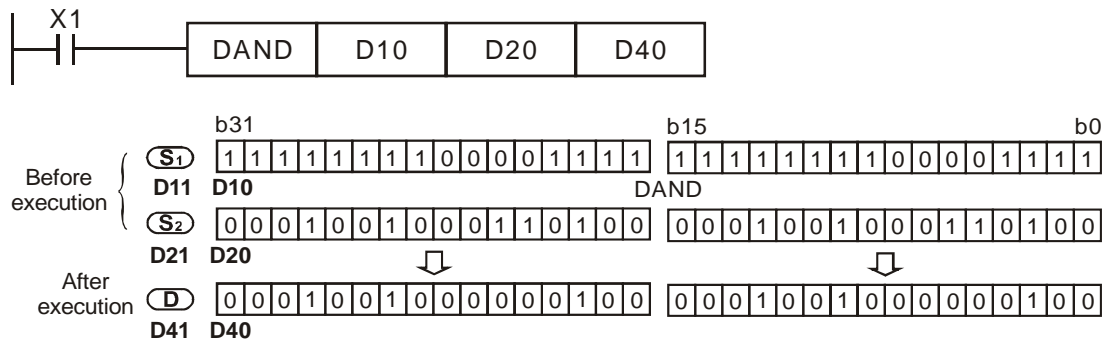 X1
DAND D10 D20 D40
b31 b15 b0
S1 1 1 1 1 1 1 1 1 0 0 0 0 1 1 1 1 1 1 1 1 1 1 1 1 0 0 0 0 1 1 1 1
Before
execution
D11 D10 DAND
S2 0 0 0 1 0 0 1 0 0 0 1 1 0 1 0 0 0 0 0 1 0 0 1 0 0 0 1 1 0 1 0 0
D21 D20
After
execution
D 0 0 0 1 0 0 1 0 0 0 0 0 0 1 0 0 0 0 0 1 0 0 1 0 0 0 0 0 0 1 0 0
D41 D40